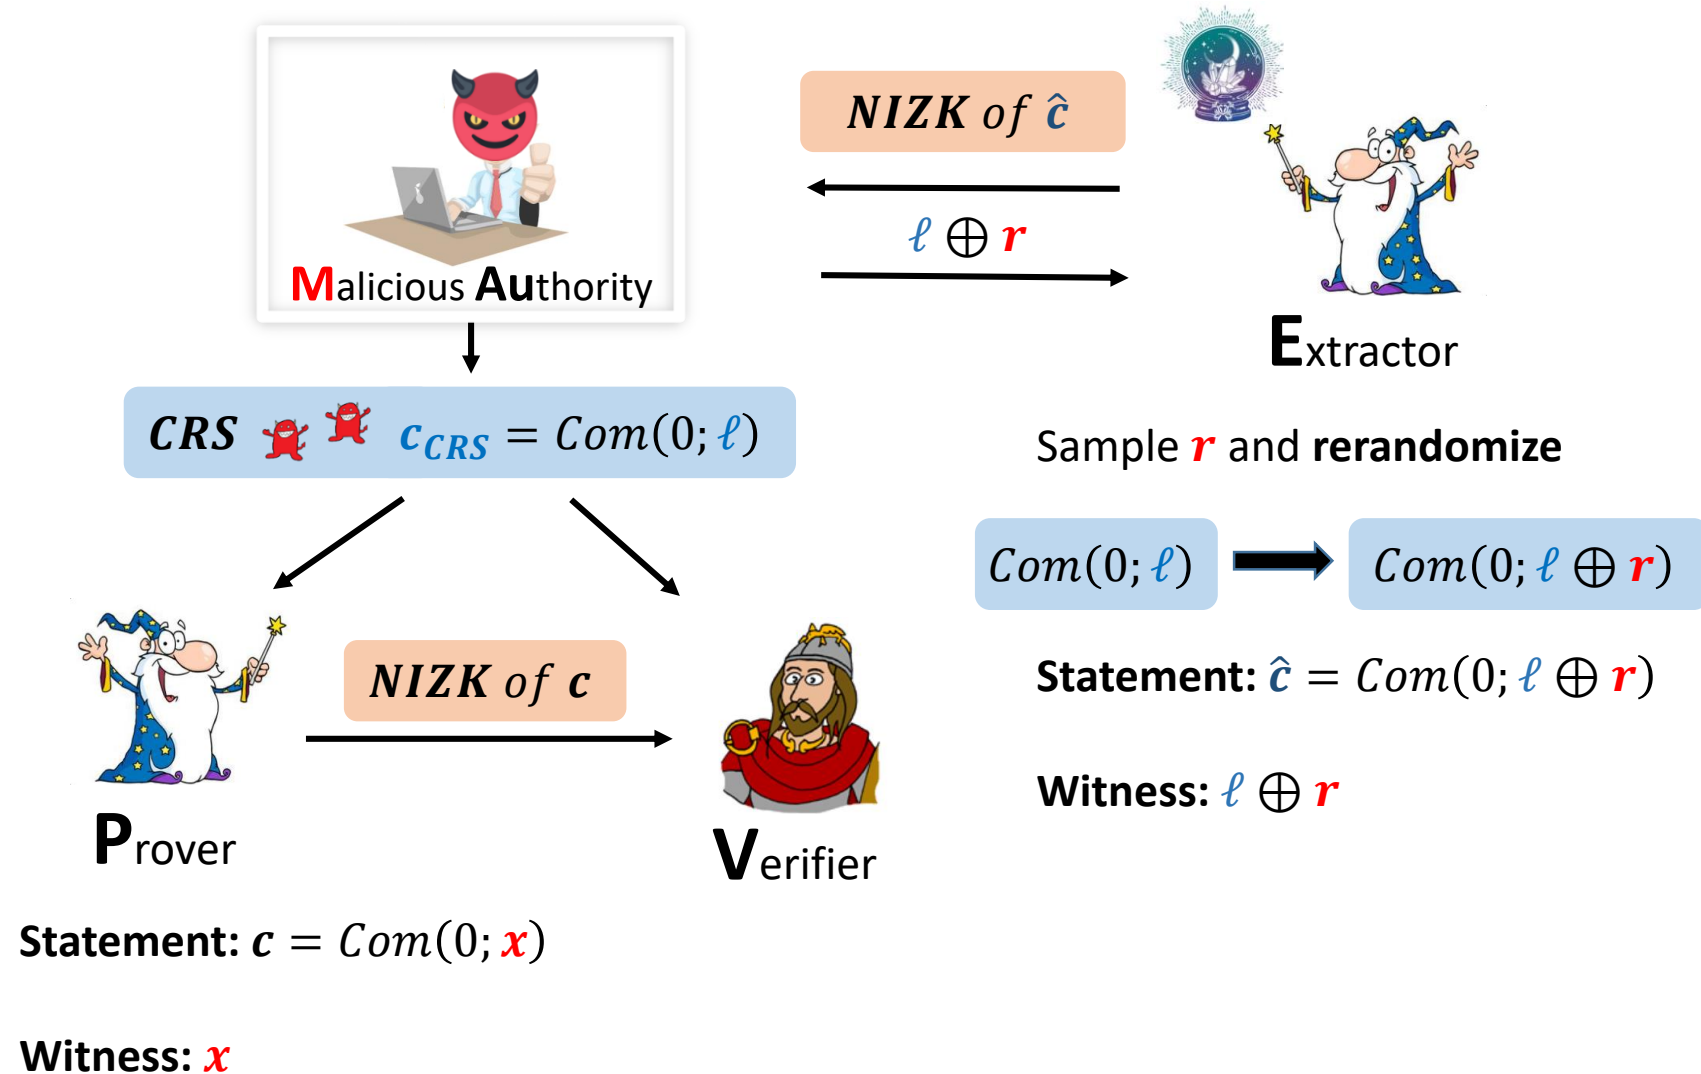 NIZK of ĉ
ℓ ⊕ r
Malicious Authority
Extractor
CRS c_CRS = Com(0; ℓ)
Sample r and rerandomize
Com(0; ℓ)
Com(0; ℓ ⊕ r)
NIZK of c
Statement: ĉ = Com(0; ℓ ⊕ r)
Witness: ℓ ⊕ r
Prover
Verifier
Statement: c = Com(0; x)
Witness: x